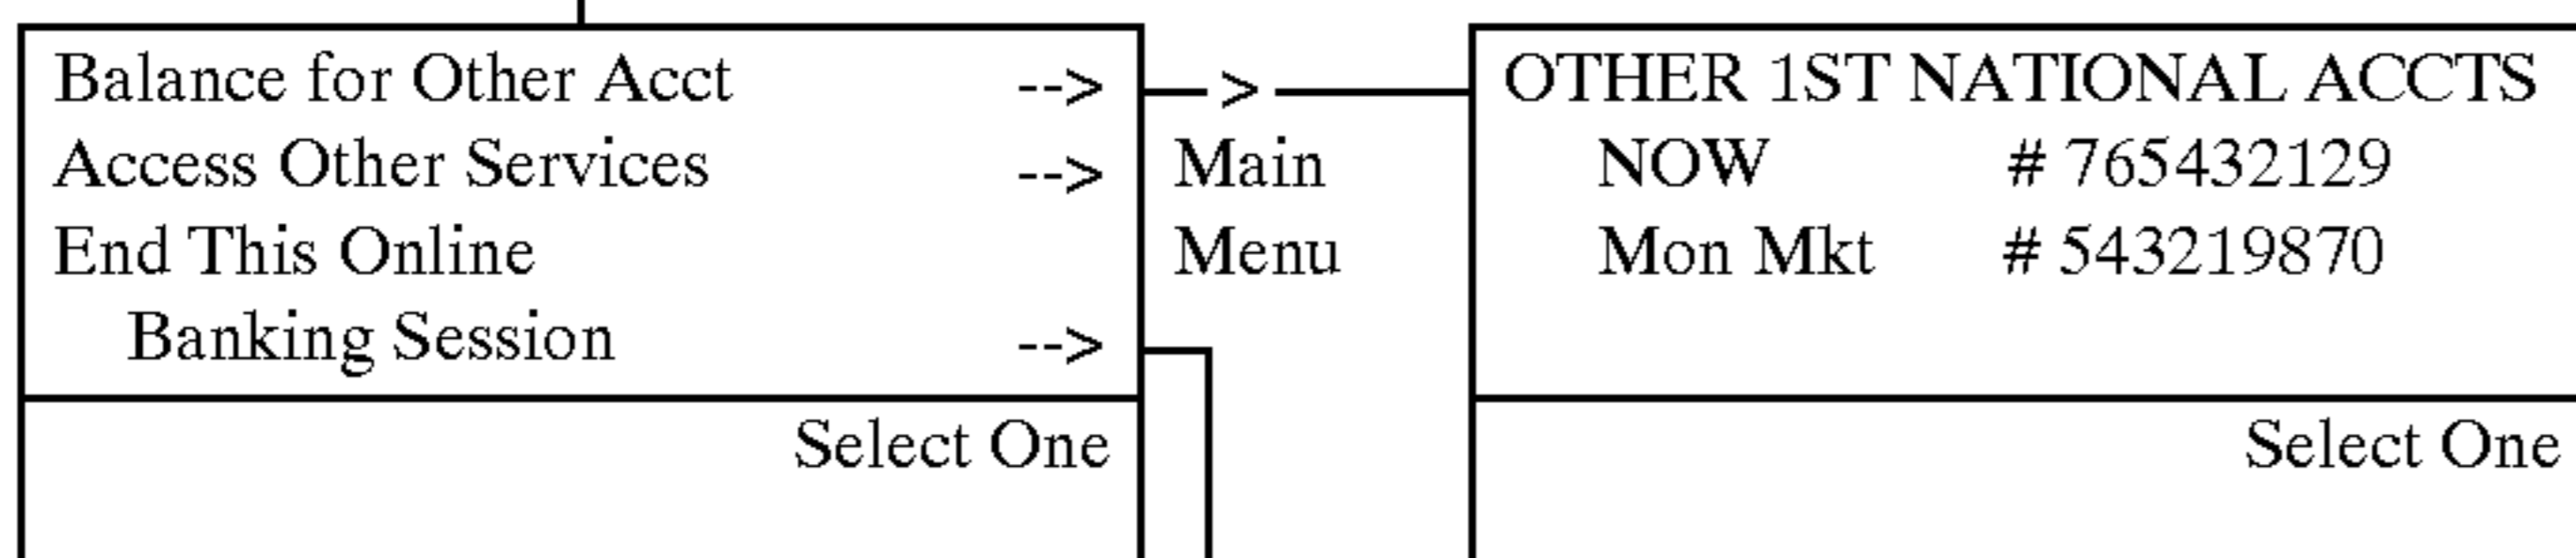 Balance for Other Acct -->
Access Other Services -->
End This Online
Banking Session -->
Select One
>
Main
Menu
OTHER 1ST NATIONAL ACCTS
NOW # 765432129
Mon Mkt # 543219870
Select One